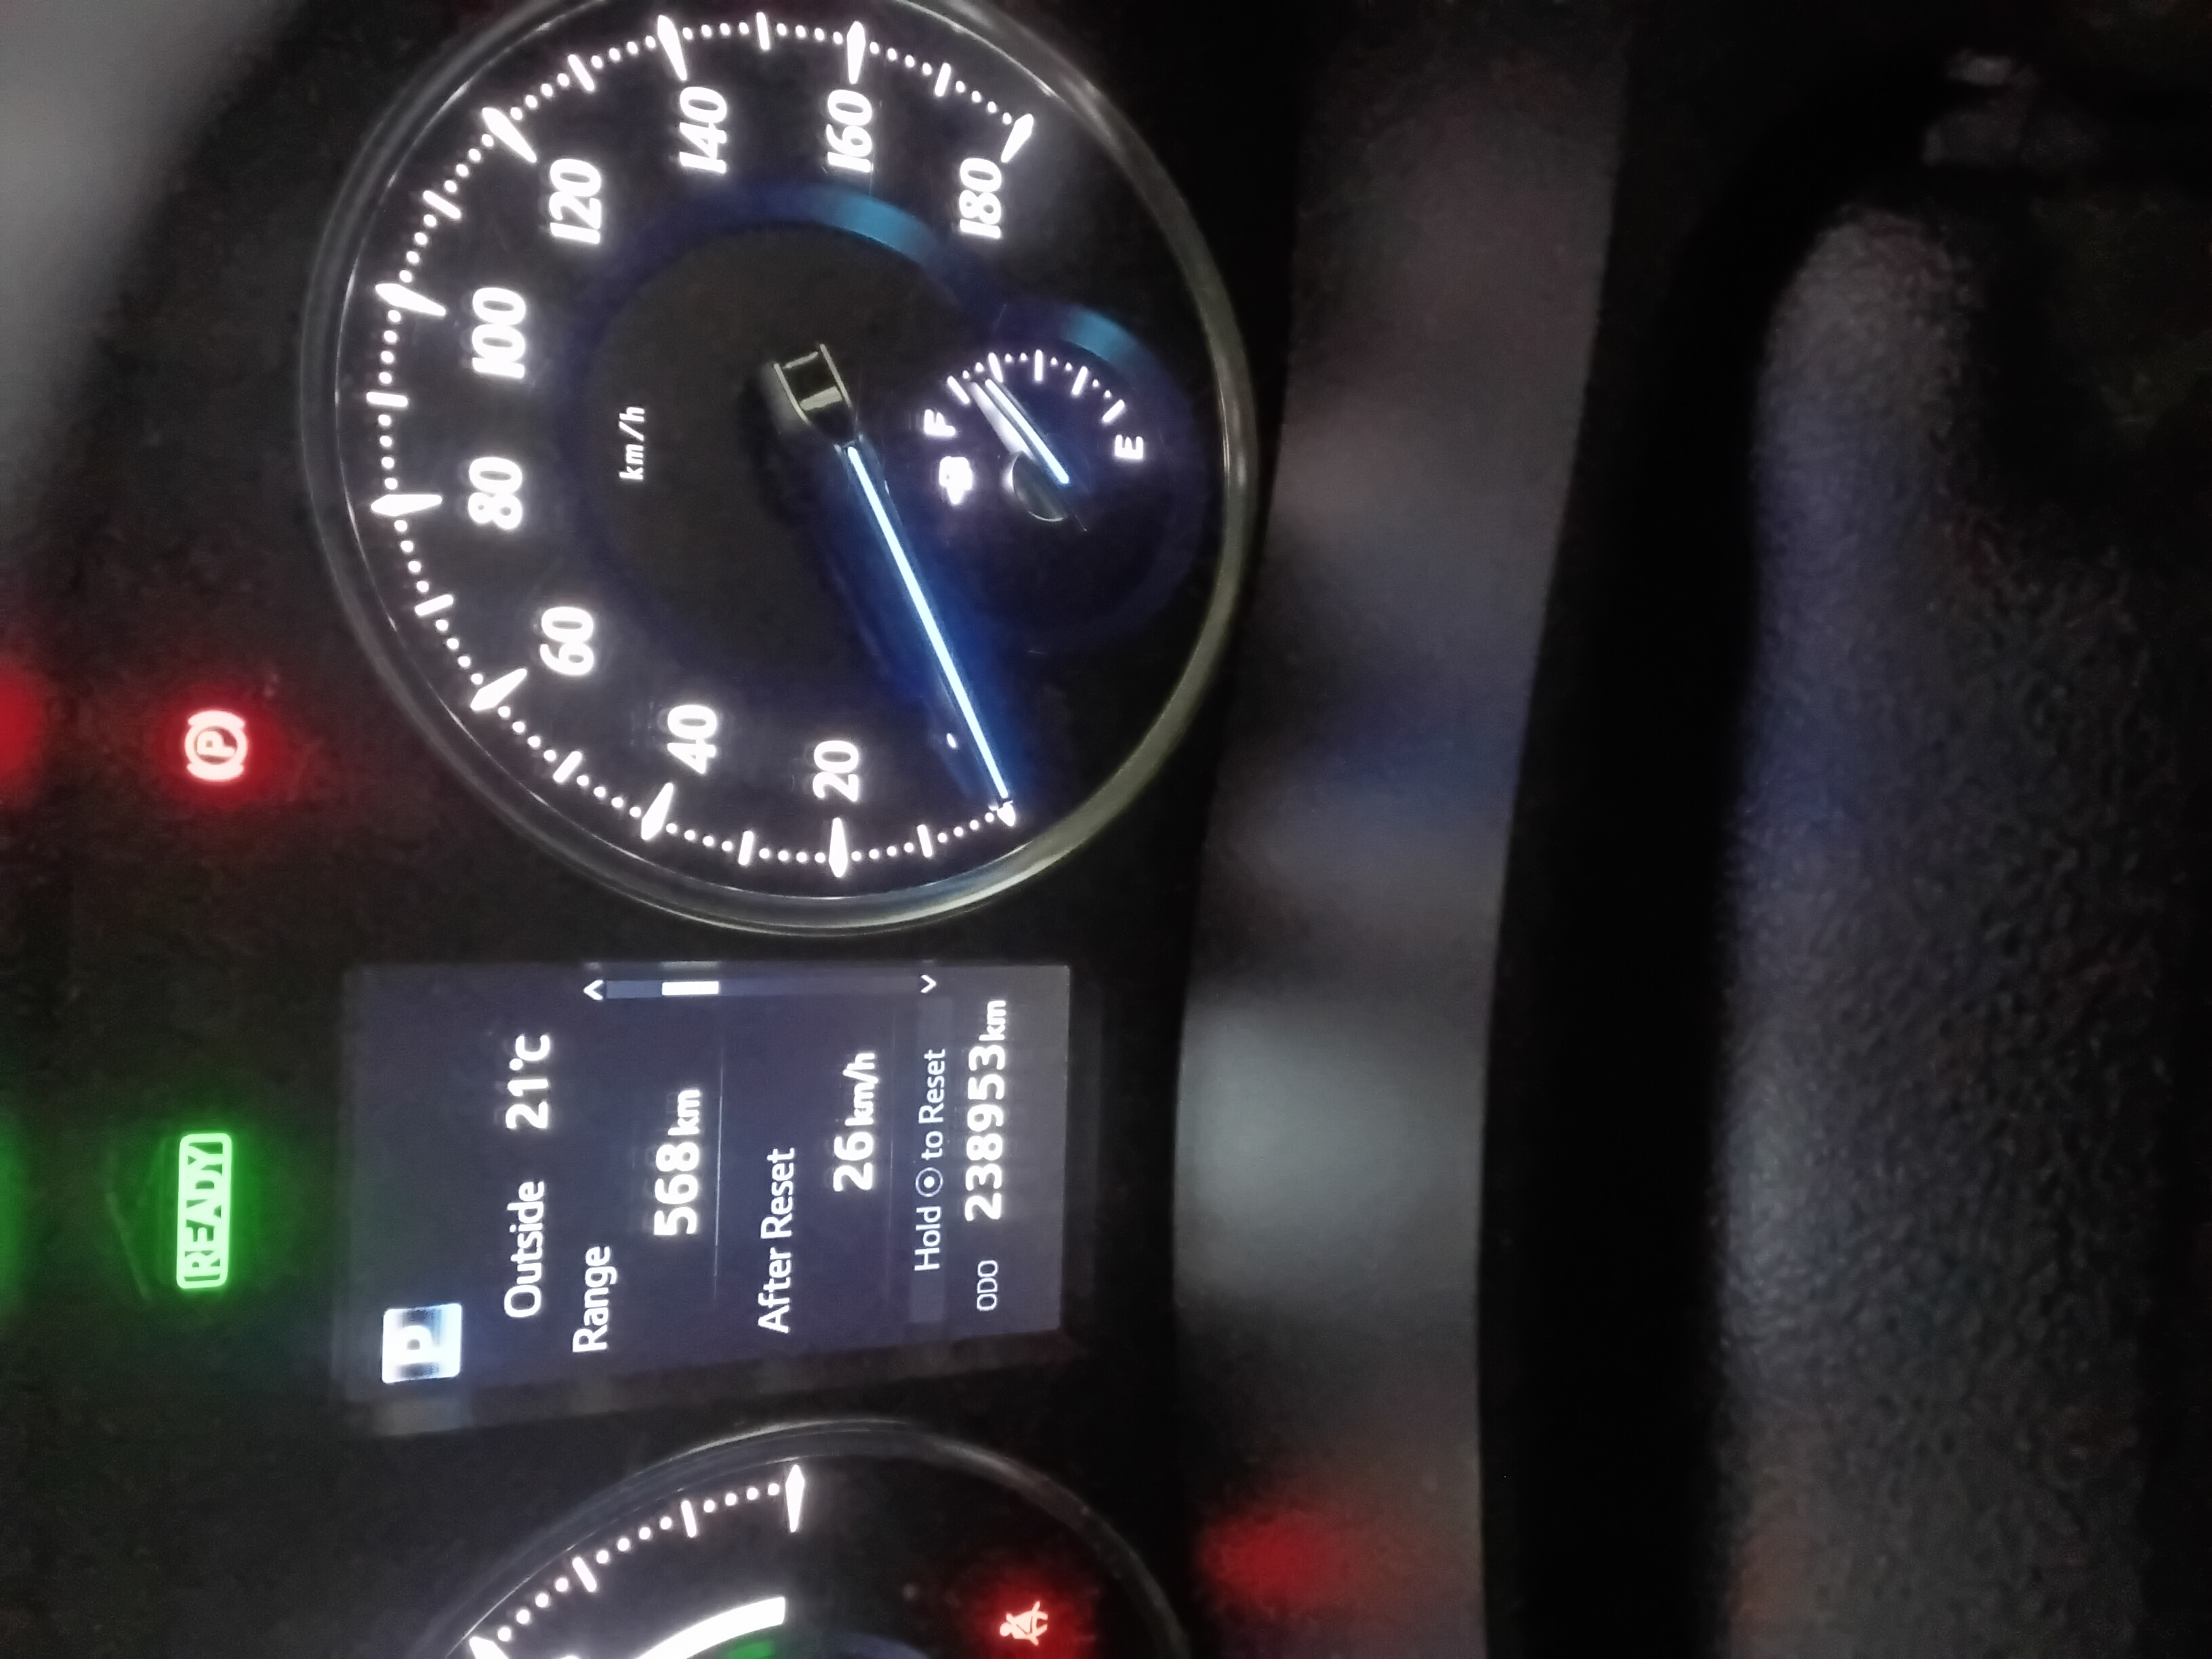 READY
P
P
Outside 21°C
Range
568 km
After Reset
26 km/h
Hold to Reset
ODO 238953 km
km/h
20
40
60
80
100
120
140
160
180
F
E